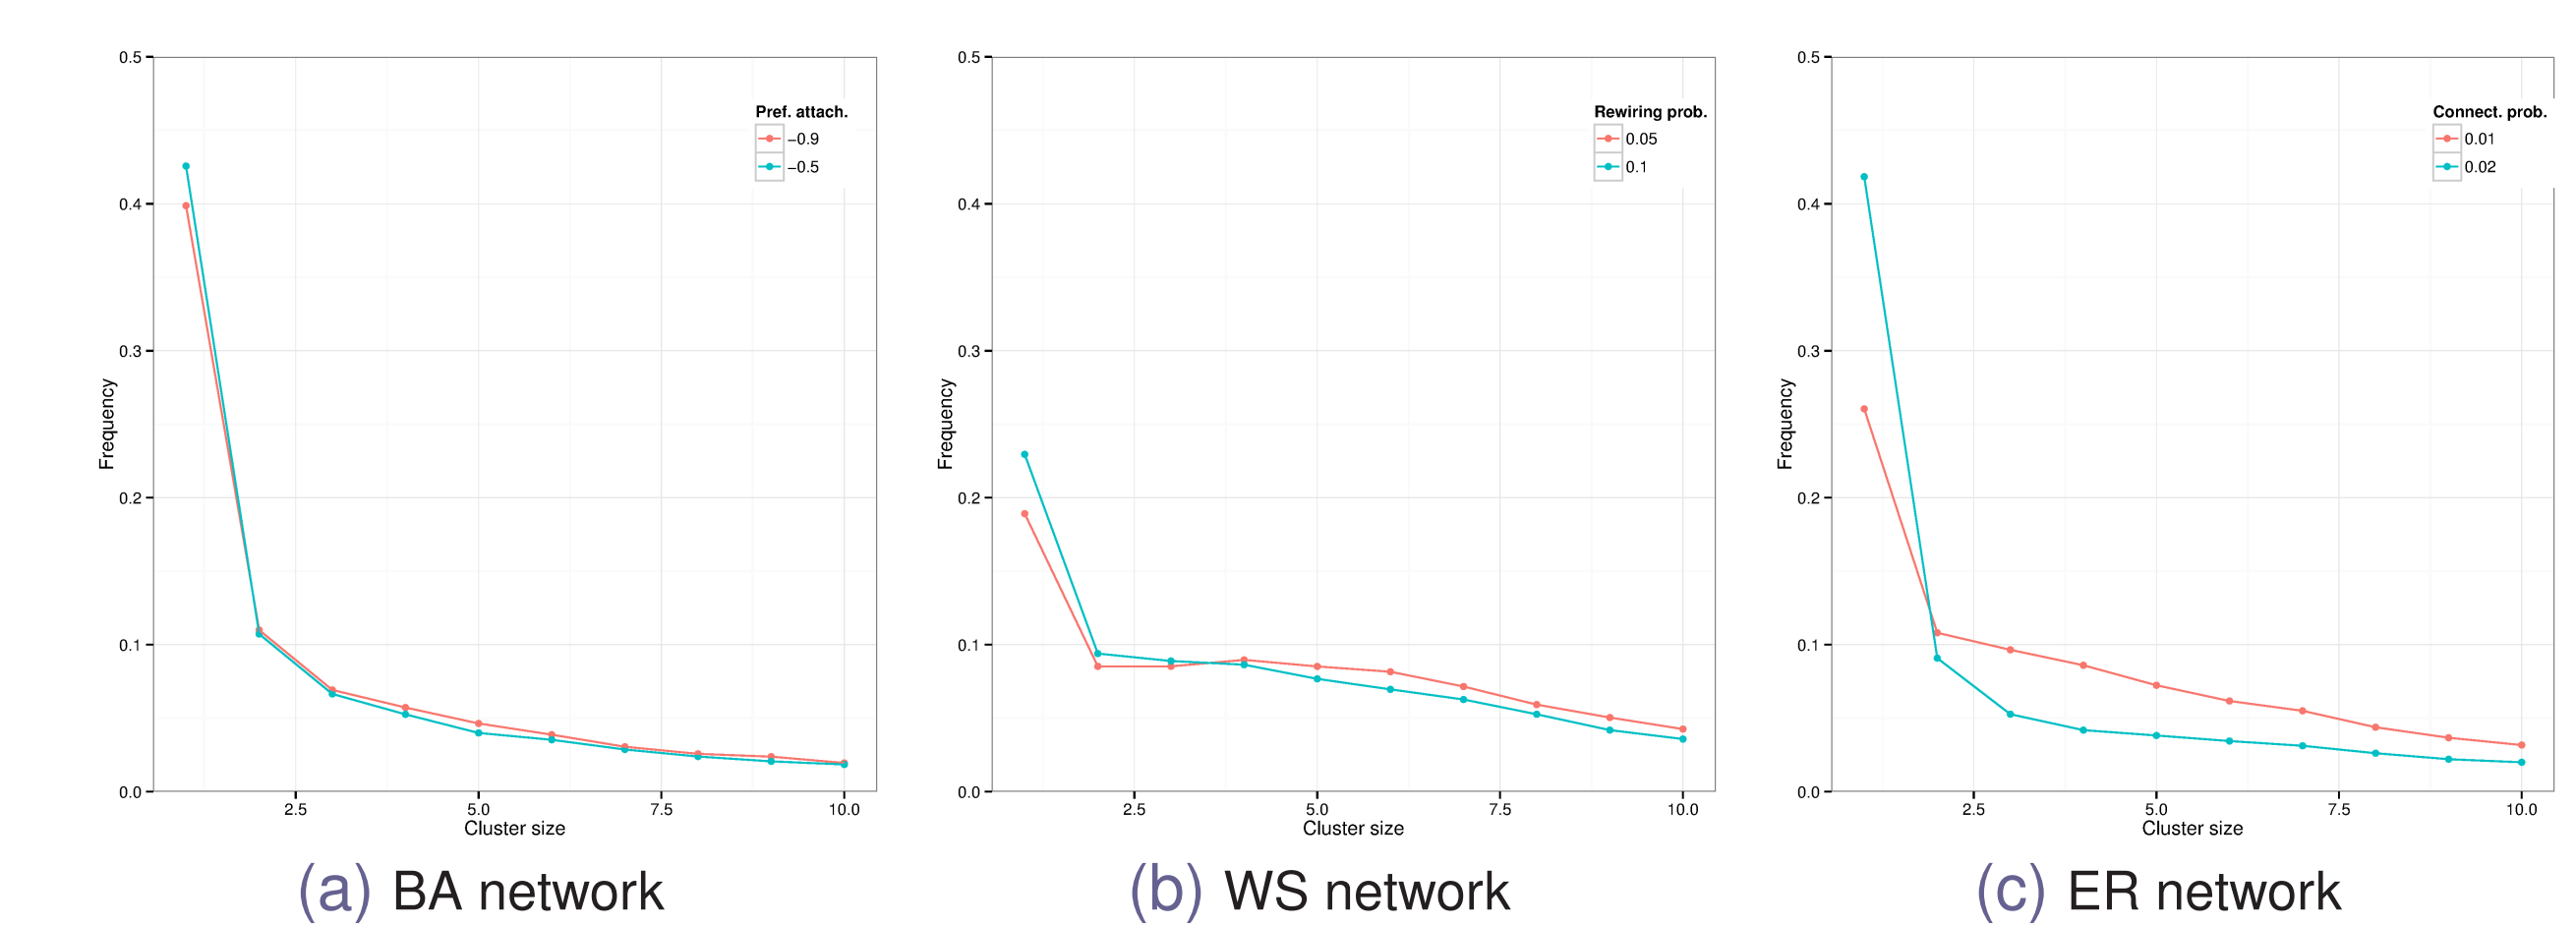 0.5
0.4
0.3
0.2
0.1
0.0
Frequency
2.5 5.0 7.5 10.0
Cluster size
Pref. attach.
−0.9
−0.5
(a) BA network
0.5
0.4
0.3
0.2
0.1
0.0
Frequency
2.5 5.0 7.5 10.0
Cluster size
Rewiring prob.
0.05
0.1
(b) WS network
0.5
0.4
0.3
0.2
0.1
0.0
Frequency
2.5 5.0 7.5 10.0
Cluster size
Connect. prob.
0.01
0.02
(c) ER network